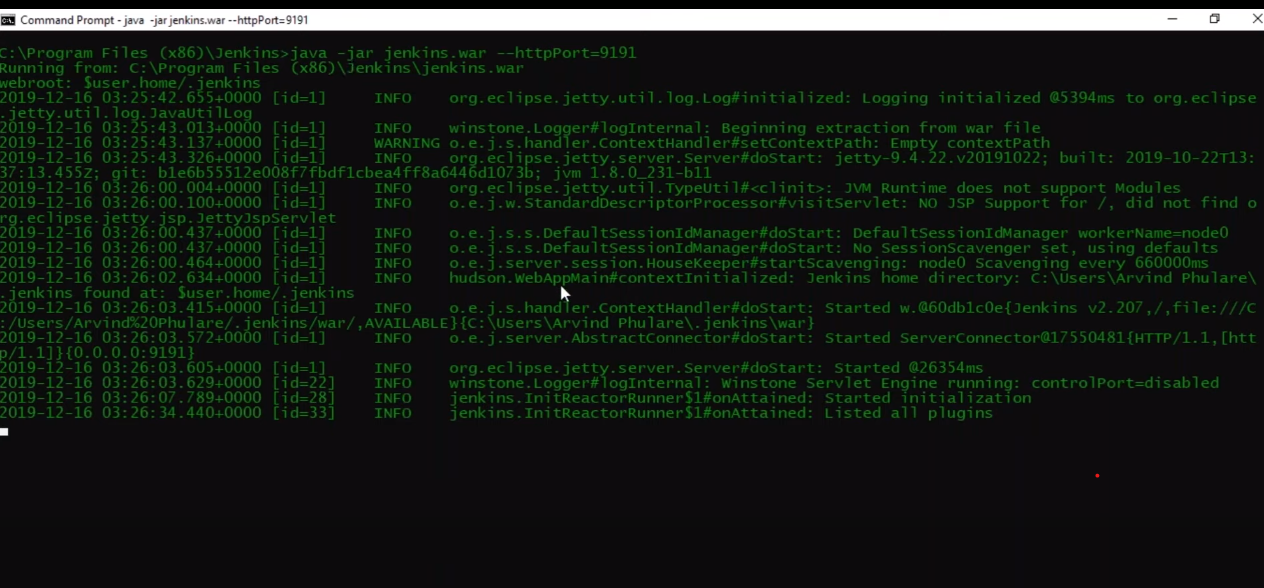 Command Prompt - java -jar jenkins.war --httpPort=9191
C:\Program Files (x86)\Jenkins>java -jar jenkins.war --httpPort=9191
Running from: C:\Program Files (x86)\Jenkins\jenkins.war
webroot: $user.home/.jenkins
2019-12-16 03:25:42.655+0000 [id=1] INFO org.eclipse.jetty.util.log.Log#initialized: Logging initialized @5394ms to org.eclipse
.jetty.util.log.JavaUtilLog
2019-12-16 03:25:43.013+0000 [id=1] INFO winstone.Logger#logInternal: Beginning extraction from war file
2019-12-16 03:25:43.137+0000 [id=1] WARNING o.e.j.s.handler.ContextHandler#setContextPath: Empty contextPath
2019-12-16 03:25:43.326+0000 [id=1] INFO org.eclipse.jetty.server.Server#doStart: jetty-9.4.22.v20191022; built: 2019-10-22T13:
37:13.455Z; git: b1e6b55512e008f7fbdf1cbea4ff8a6446d1073b; jvm 1.8.0_231-b11
2019-12-16 03:26:00.004+0000 [id=1] INFO org.eclipse.jetty.util.TypeUtil#<clinit>: JVM Runtime does not support Modules
2019-12-16 03:26:00.100+0000 [id=1] INFO o.e.j.w.StandardDescriptorProcessor#visitServlet: NO JSP Support for /, did not find o
rg.eclipse.jetty.jsp.JettyJspServlet
2019-12-16 03:26:00.437+0000 [id=1] INFO o.e.j.s.s.DefaultSessionIdManager#doStart: DefaultSessionIdManager workerName=node0
2019-12-16 03:26:00.437+0000 [id=1] INFO o.e.j.s.s.DefaultSessionIdManager#doStart: No SessionScavenger set, using defaults
2019-12-16 03:26:00.464+0000 [id=1] INFO o.e.j.server.session.HouseKeeper#startScavenging: node0 Scavenging every 660000ms
2019-12-16 03:26:02.634+0000 [id=1] INFO hudson.WebAppMain#contextInitialized: Jenkins home directory: C:\Users\Arvind Phulare\
.jenkins found at: $user.home/.jenkins
2019-12-16 03:26:03.415+0000 [id=1] INFO o.e.j.s.handler.ContextHandler#doStart: Started w.@60db1c0e{Jenkins v2.207,/,file:///C
:/Users/Arvind%20Phulare/.jenkins/war/,AVAILABLE}{C:\Users\Arvind Phulare\.jenkins\war}
2019-12-16 03:26:03.572+0000 [id=1] INFO o.e.j.server.AbstractConnector#doStart: Started ServerConnector@17550481{HTTP/1.1,[htt
p/1.1]}{0.0.0.0:9191}
2019-12-16 03:26:03.605+0000 [id=1] INFO org.eclipse.jetty.server.Server#doStart: Started @26354ms
2019-12-16 03:26:03.629+0000 [id=22] INFO winstone.Logger#logInternal: Winstone Servlet Engine running: controlPort=disabled
2019-12-16 03:26:07.789+0000 [id=28] INFO jenkins.InitReactorRunner$1#onAttained: Started initialization
2019-12-16 03:26:34.440+0000 [id=33] INFO jenkins.InitReactorRunner$1#onAttained: Listed all plugins